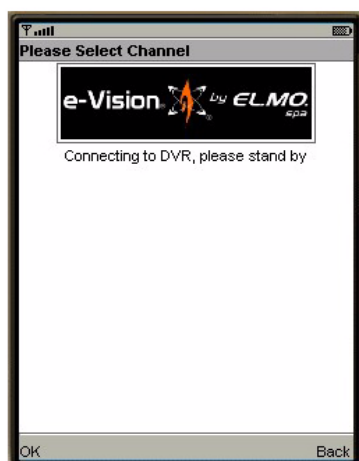 Please Select Channel
e-Vision® by ELMO.
spa
Connecting to DVR, please stand by
OK Back